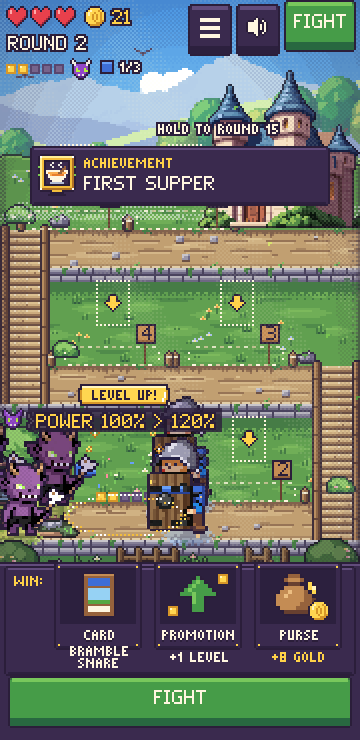 21
FIGHT
ROUND 2
1/3
HOLD TO ROUND 15
ACHIEVEMENT
FIRST SUPPER
4
3
LEVEL UP!
POWER 100% > 120%
2
WIN:
CARD
BRAMBLE
SNARE
PROMOTION
+1 LEVEL
PURSE
+8 GOLD
FIGHT